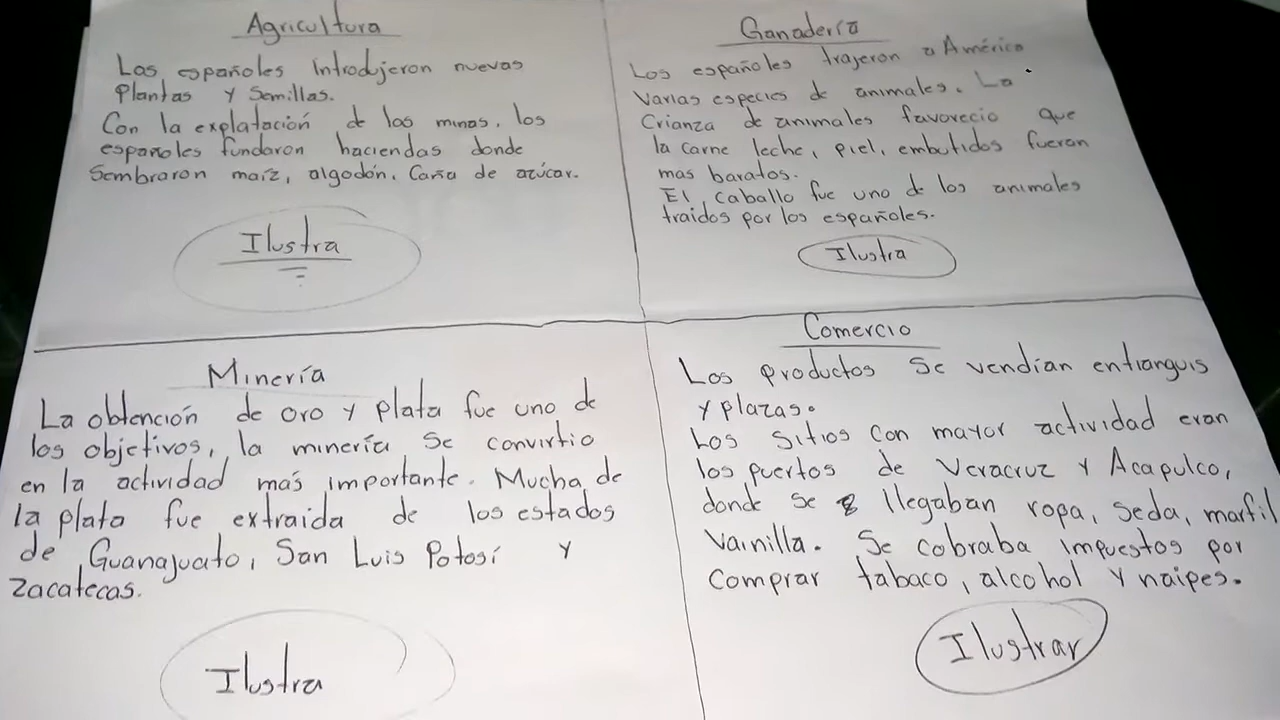 Agricultura
Los españoles Introdujeron nuevas
Plantas y Semillas.
Con la explatación de las minas, los
españoles fundaron haciendas donde
Sembraron maíz, algodón, Caña de azúcar.
Ilustra
Ganadería
Los españoles trajeron a América
Varias especies de animales. La
Crianza de animales favorecio que
la carne leche, piel, embutidos fueron
mas baratos.
El caballo fue uno de los animales
traidos por los españoles.
Ilustra
Minería
La obtención de oro y plata fue uno de
los objetivos, la minería se convirtio
en la actividad más importante. Mucha de
la plata fue extraida de los estados
de Guanajuato, San Luis Potosí y
Zacatecas.
Ilustra
Comercio
Los productos se vendían entianguis
y plazas.
Los Sitios con mayor actividad eran
los puertos de Veracruz y Acapulco,
donde se llegaban ropa, seda, marfil
Vainilla. Se cobraba impuestos por
Comprar tabaco, alcohol y naipes.
Ilustrar